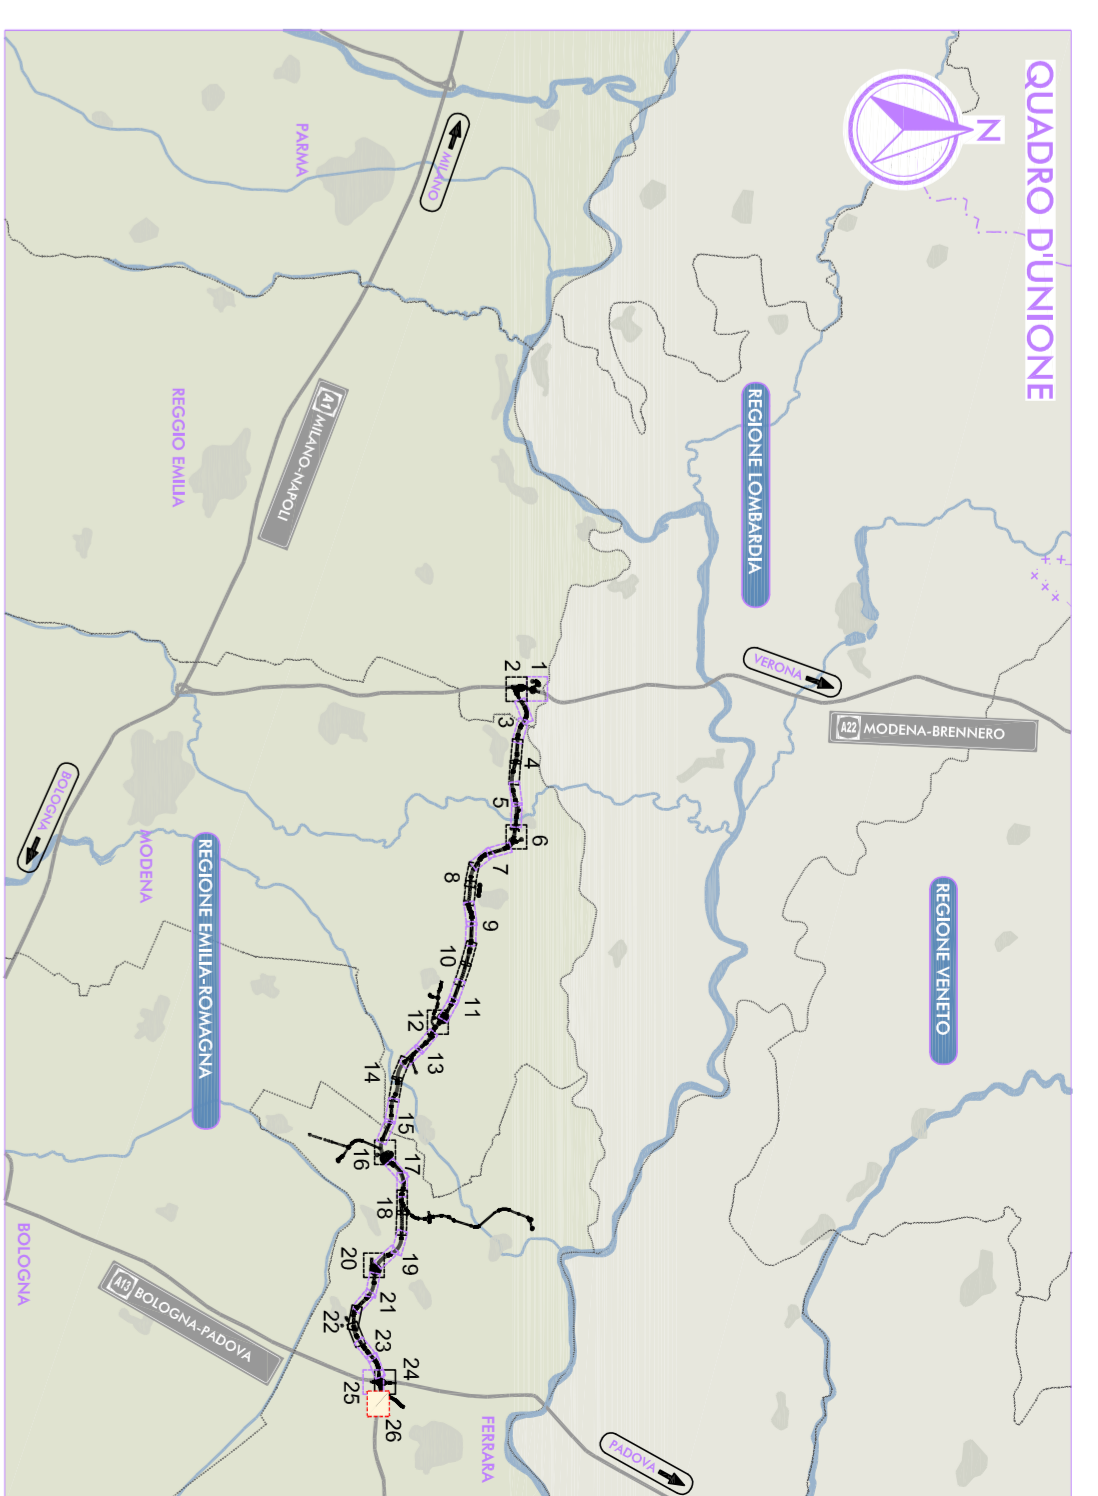 QUADRO D'UNIONE
N
REGIONE LOMBARDIA
REGIONE VENETO
REGIONE EMILIA-ROMAGNA
A22 MODENA-BRENNERO
VERONA
MILANO
PARMA
A1 MILANO-NAPOLI
REGGIO EMILIA
BOLOGNA
MODENA
1
2
3
4
5
6
7
8
9
10
11
12
13
14
15
16
17
18
19
20
21
22
23
24
25
26
A13 BOLOGNA-PADOVA
BOLOGNA
FERRARA
PADOVA